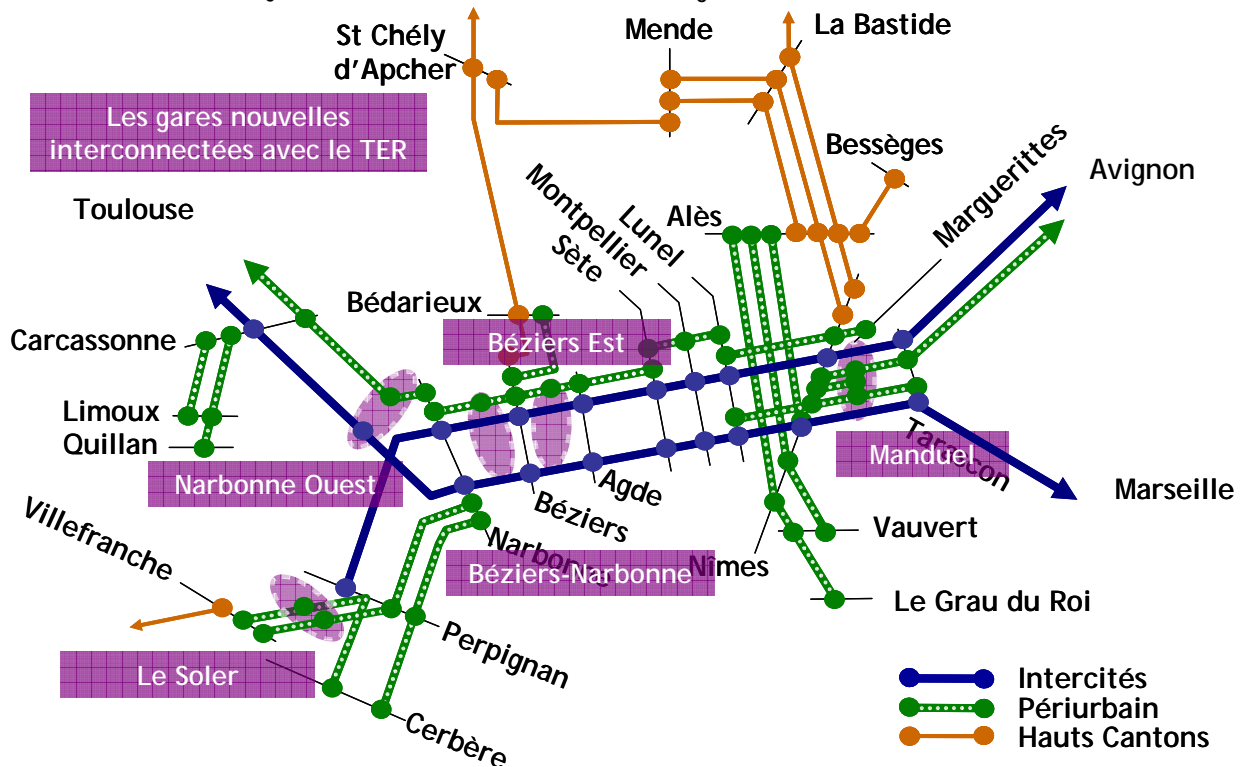 St Chély
d'Apcher
Mende
La Bastide
Les gares nouvelles
interconnectées avec le TER
Bessèges
Marguerittes
Avignon
Toulouse
Montpellier
Lunel
Alès
Sète
Bédarieux
Béziers Est
Carcassonne
Limoux
Quillan
Narbonne Ouest
Manduel
Tarascon
Marseille
Agde
Béziers
Villefranche
Narbonne
Béziers-Narbonne
Nîmes
Vauvert
Le Grau du Roi
Perpignan
Le Soler
Cerbère
Intercités
Périurbain
Hauts Cantons